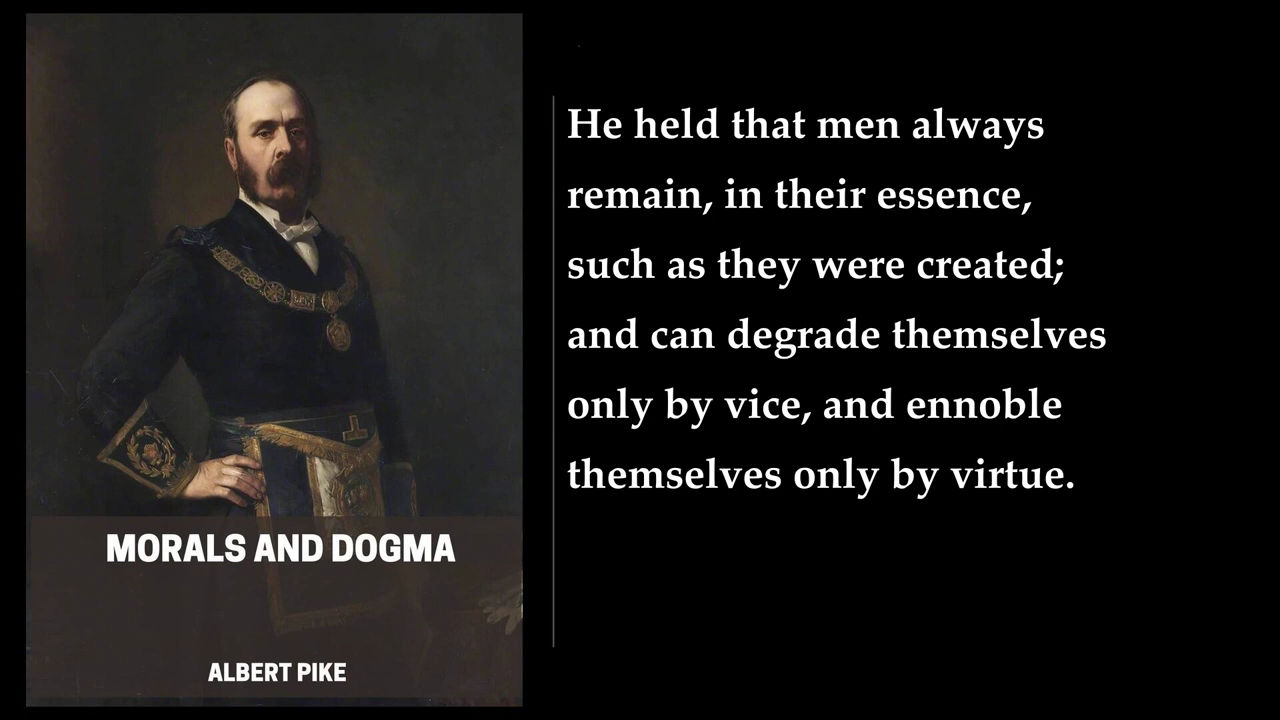 MORALS AND DOGMA
ALBERT PIKE
He held that men always
remain, in their essence,
such as they were created;
and can degrade themselves
only by vice, and ennoble
themselves only by virtue.